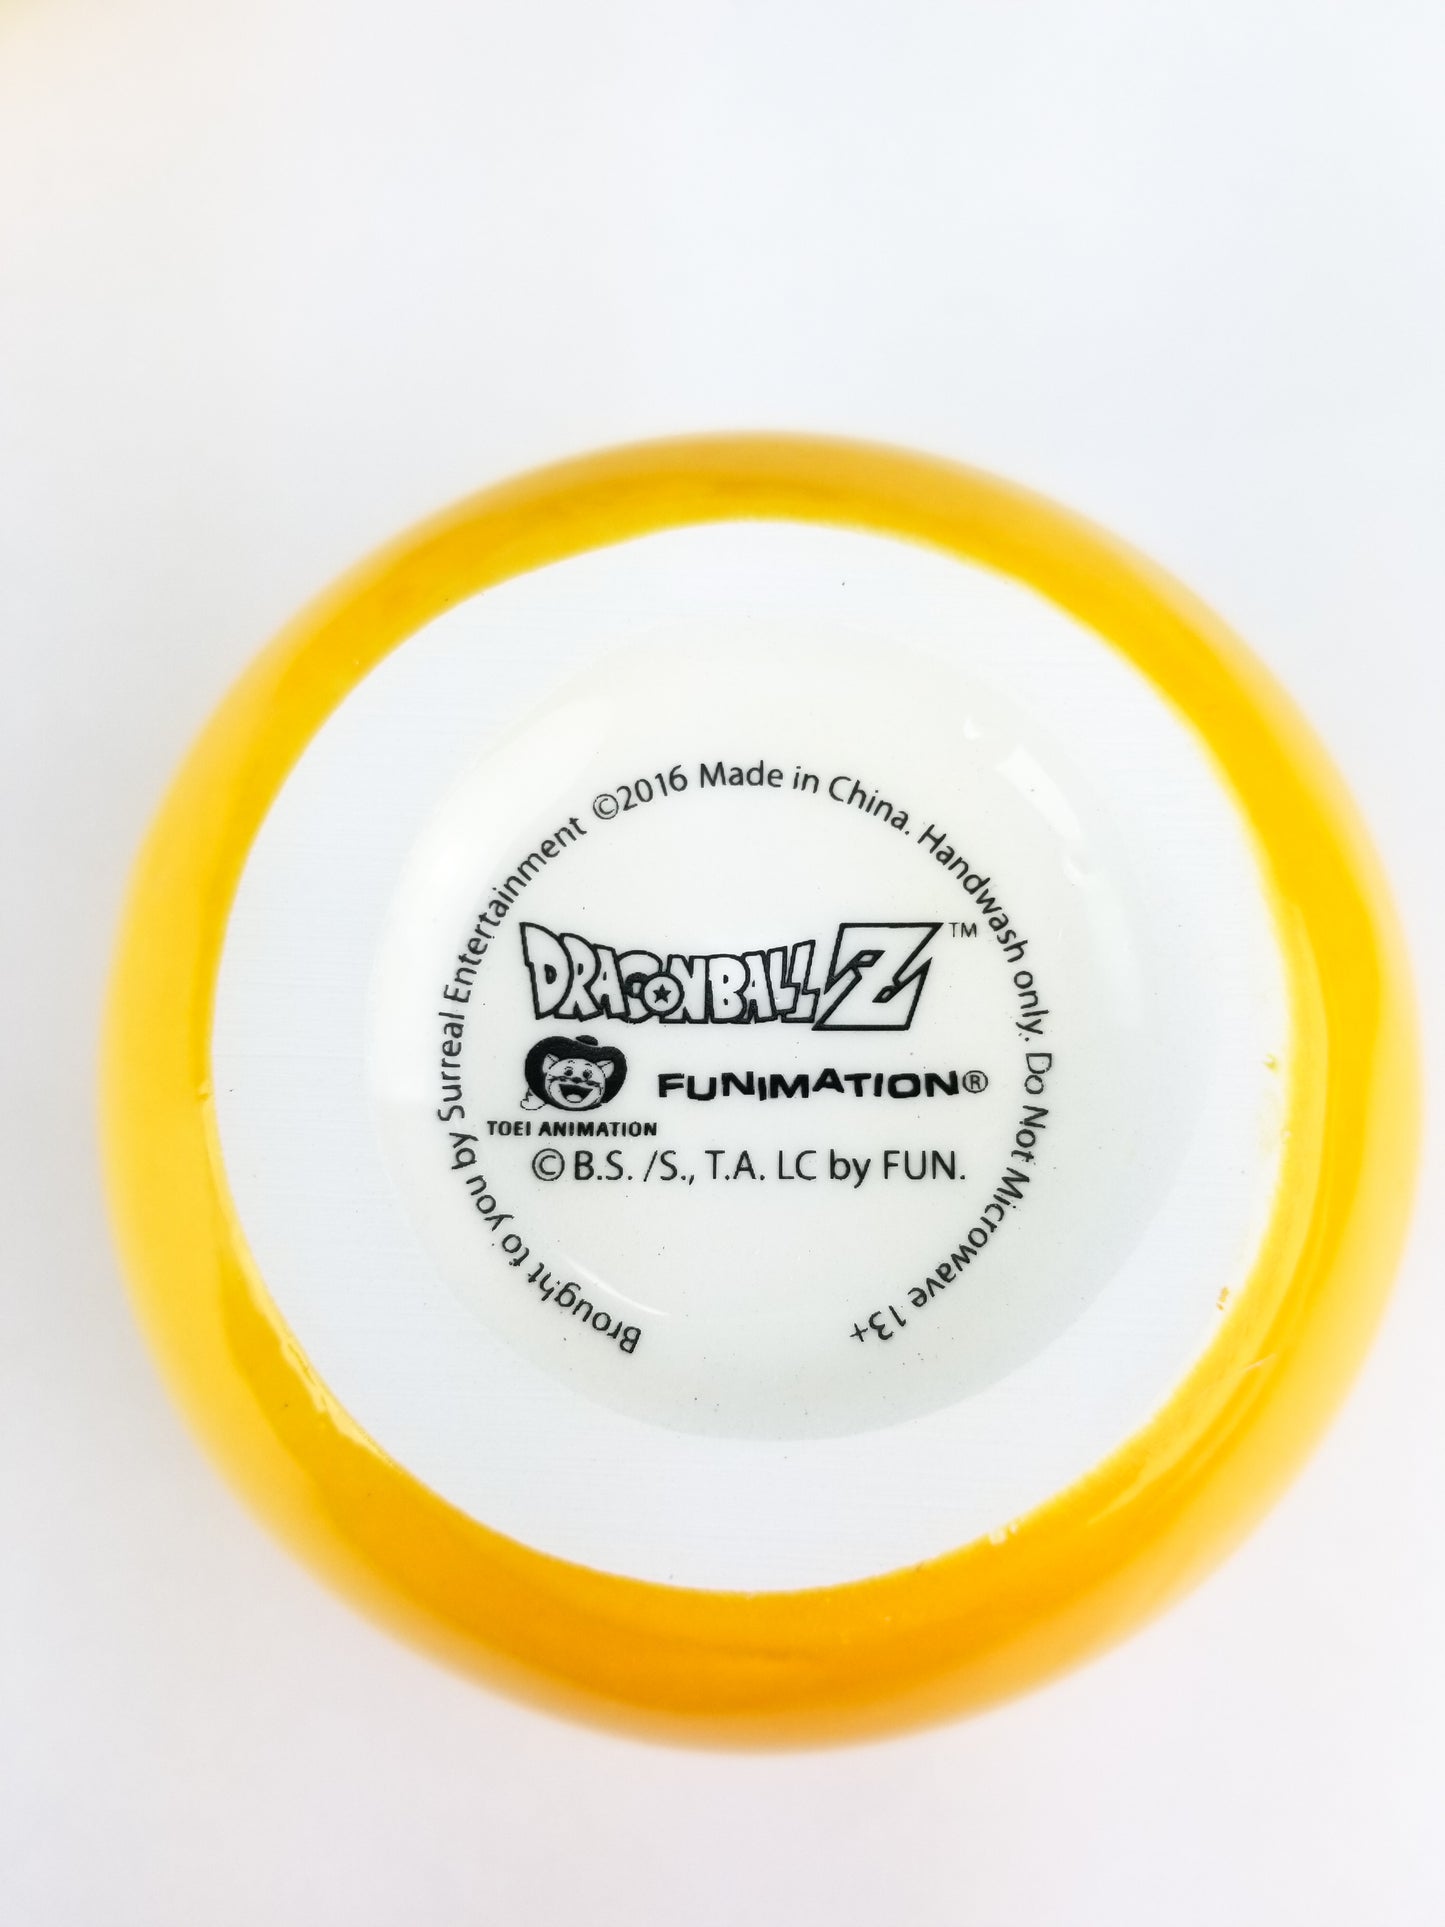 Brought to you by Surreal Entertainment ©2016 Made in China. Handwash only. Do Not Microwave 13+
DRAGONBALL Z™
TOEI ANIMATION
FUNIMATION®
© B.S. /S., T.A. LC by FUN.